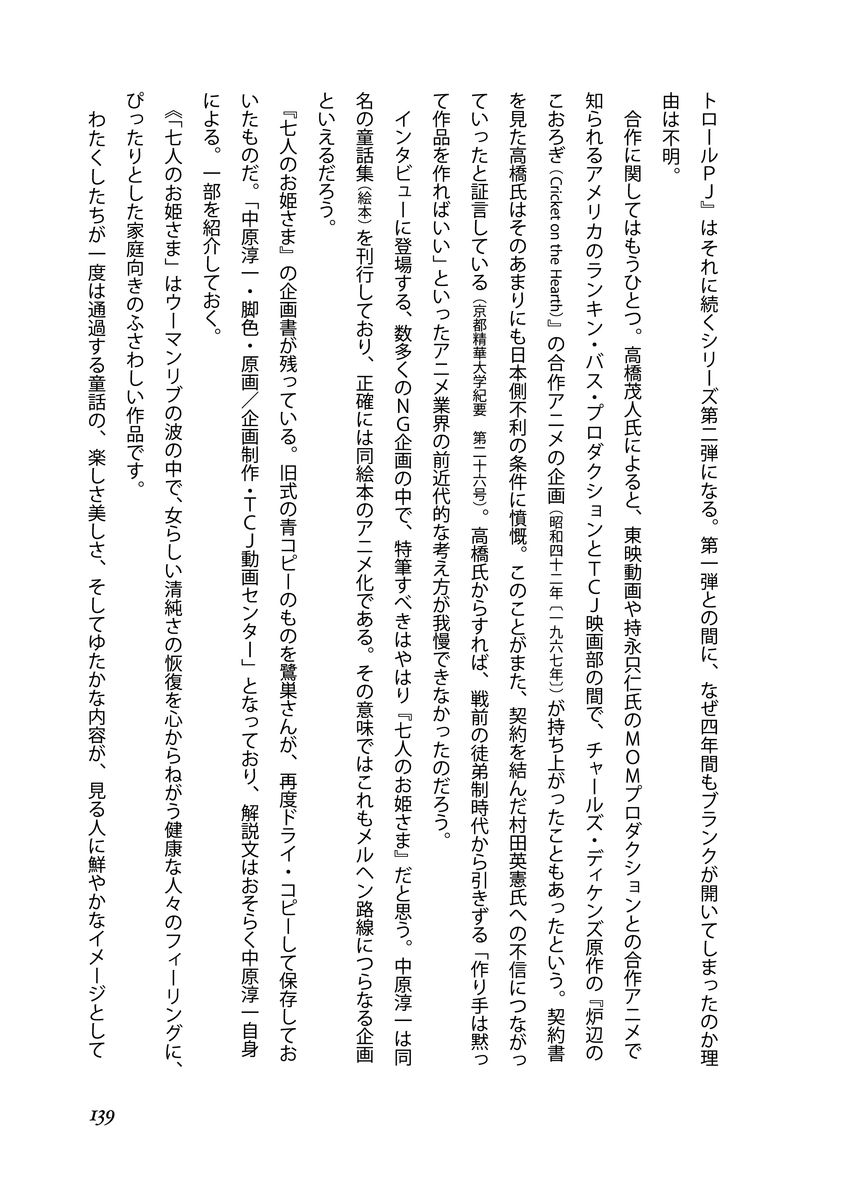 トロールＰＪ』はそれに続くシリーズ第二弾になる。第一弾との間に、なぜ四年間もブランクが開いてしまったのか理
由は不明。
　合作に関してはもうひとつ。高橋茂人氏によると、東映動画や持永只仁氏のＭＯＭプロダクションとの合作アニメで
知られるアメリカのランキン・バス・プロダクションとＴＣＪ映画部の間で、チャールズ・ディケンズ原作の『炉辺の
こおろぎ（Cricket on the Hearth）』の合作アニメの企画（昭和四十二年〔一九六七年〕）が持ち上がったこともあったという。契約書
を見た高橋氏はそのあまりにも日本側不利の条件に憤慨。このことがまた、契約を結んだ村田英憲氏への不信につながっ
ていったと証言している（京都精華大学紀要　第二十六号）。高橋氏からすれば、戦前の徒弟制時代から引きずる「作り手は黙っ
て作品を作ればいい」といったアニメ業界の前近代的な考え方が我慢できなかったのだろう。
　インタビューに登場する、数多くのＮＧ企画の中で、特筆すべきはやはり『七人のお姫さま』だと思う。中原淳一は同
名の童話集（絵本）を刊行しており、正確には同絵本のアニメ化である。その意味ではこれもメルヘン路線につらなる企画
といえるだろう。
　『七人のお姫さま』の企画書が残っている。旧式の青コピーのものを鷺巣さんが、再度ドライ・コピーして保存してお
いたものだ。「中原淳一・脚色・原画／企画制作・ＴＣＪ動画センター」となっており、解説文はおそらく中原淳一自身
による。一部を紹介しておく。
　《「七人のお姫さま」はウーマンリブの波の中で、女らしい清純さの恢復を心からねがう健康な人々のフィーリングに、
ぴったりとした家庭向きのふさわしい作品です。
　わたくしたちが一度は通過する童話の、楽しさ美しさ、そしてゆたかな内容が、見る人に鮮やかなイメージとして
139